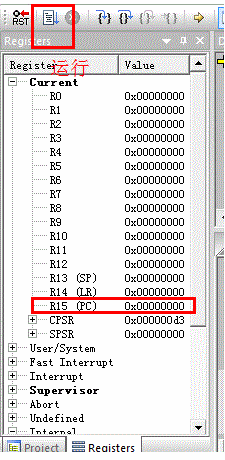 RST
Registers
Register 运行 Value
Current
R0 0x00000000
R1 0x00000000
R2 0x00000000
R3 0x00000000
R4 0x00000000
R5 0x00000000
R6 0x00000000
R7 0x00000000
R8 0x00000000
R9 0x00000000
R10 0x00000000
R11 0x00000000
R12 0x00000000
R13 (SP) 0x00000000
R14 (LR) 0x00000000
R15 (PC) 0x00000000
CPSR 0x000000d3
SPSR 0x00000000
User/System
Fast Interrupt
Interrupt
Supervisor
Abort
Undefined
Internal
Project Registers